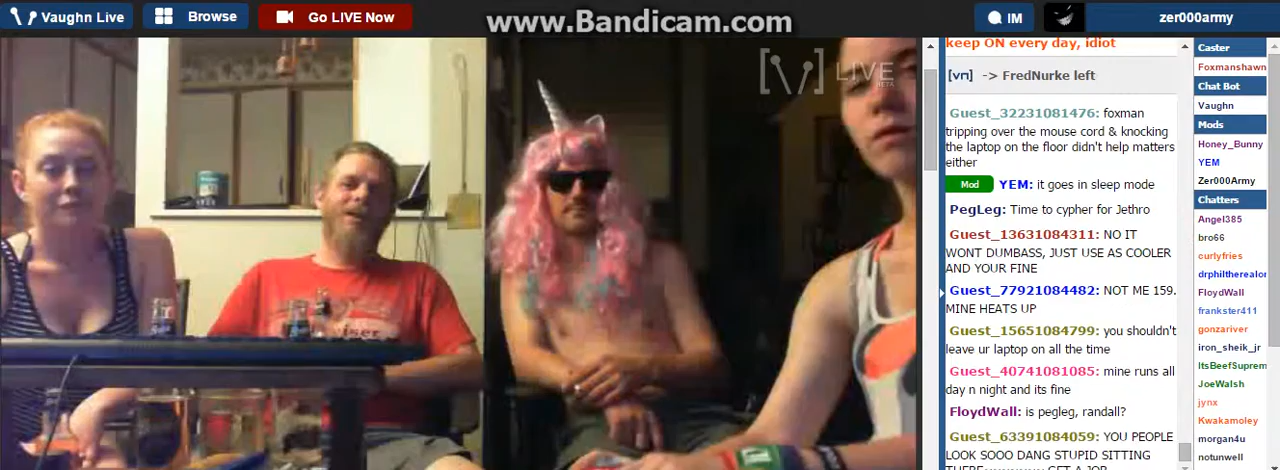 Vaughn Live
Browse
Go LIVE Now
www.Bandicam.com
IM
zer000army
LIVE
BETA
keep ON every day, idiot
[vn] -> FredNurke left
Guest_32231081476: foxman
tripping over the mouse cord & knocking
the laptop on the floor didn't help matters
either
Mod YEM: it goes in sleep mode
PegLeg: Time to cypher for Jethro
Guest_13631084311: NO IT
WONT DUMBASS, JUST USE AS COOLER
AND YOUR FINE
Guest_77921084482: NOT ME 159.
MINE HEATS UP
Guest_15651084799: you shouldn't
leave ur laptop on all the time
Guest_40741081085: mine runs all
day n night and its fine
FloydWall: is pegleg, randall?
Guest_63391084059: YOU PEOPLE
LOOK SOOO DANG STUPID SITTING
Caster
Foxmanshawn
Chat Bot
Vaughn
Mods
Honey_Bunny
YEM
Zer000Army
Chatters
Angel385
bro66
curlyfries
drphiltherealor
FloydWall
frankster411
gonzariver
iron_sheik_jr
ItsBeefSuprem
JoeWalsh
jynx
Kwakamoley
morgan4u
notunwell